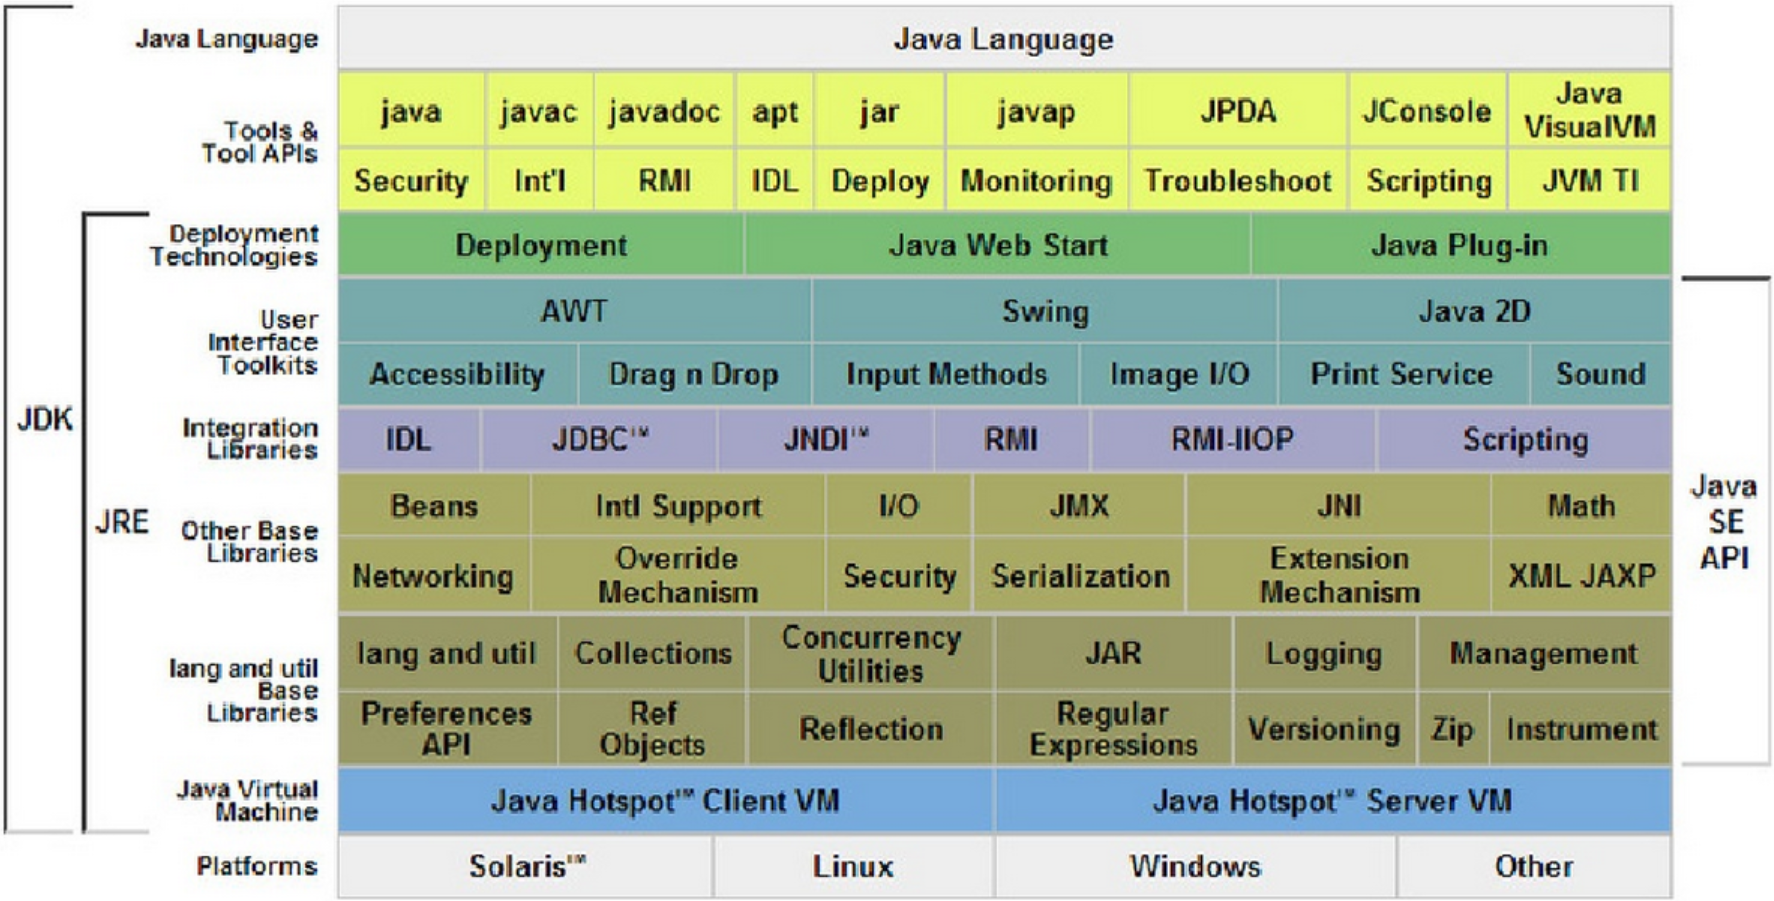 Java Language
Java Language
Tools &
Tool APIs
java javac javadoc apt jar javap JPDA JConsole Java
VisualVM
Security Int'l RMI IDL Deploy Monitoring Troubleshoot Scripting JVM TI
Deployment
Technologies
Deployment Java Web Start Java Plug-in
User
Interface
Toolkits
AWT Swing Java 2D
Accessibility Drag n Drop Input Methods Image I/O Print Service Sound
JDK
Integration
Libraries
IDL JDBC™ JNDI™ RMI RMI-IIOP Scripting
JRE
Other Base
Libraries
Beans Intl Support I/O JMX JNI Math
Networking Override
Mechanism Security Serialization Extension
Mechanism XML JAXP
Java
SE
API
lang and util
Base
Libraries
lang and util Collections Concurrency
Utilities JAR Logging Management
Preferences
API Ref
Objects Reflection Regular
Expressions Versioning Zip Instrument
Java Virtual
Machine
Java Hotspot™ Client VM Java Hotspot™ Server VM
Platforms
Solaris™ Linux Windows Other